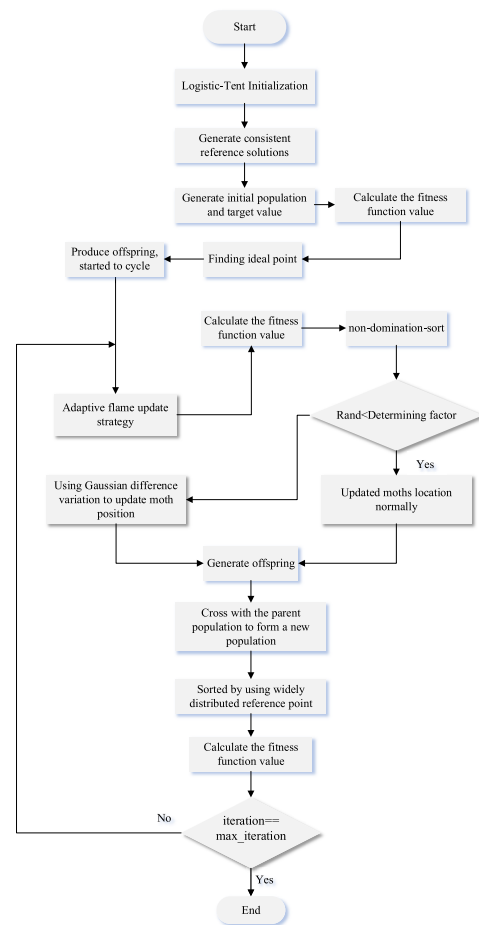 Start
Logistic-Tent Initialization
Generate consistent
reference solutions
Generate initial population
and target value
Calculate the fitness
function value
Finding ideal point
Produce offspring,
started to cycle
Adaptive flame update
strategy
Calculate the fitness
function value
non-domination-sort
Rand<Determining factor
Yes
Updated moths location
normally
Using Gaussian difference
variation to update moth
position
Generate offspring
Cross with the parent
population to form a new
population
Sorted by using widely
distributed reference point
Calculate the fitness
function value
iteration==
max_iteration
No
Yes
End